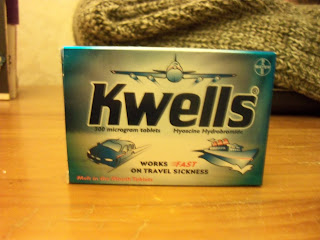 Kwells®
300 microgram tablets Hyoscine Hydrobromide
WORKS FAST
ON TRAVEL SICKNESS